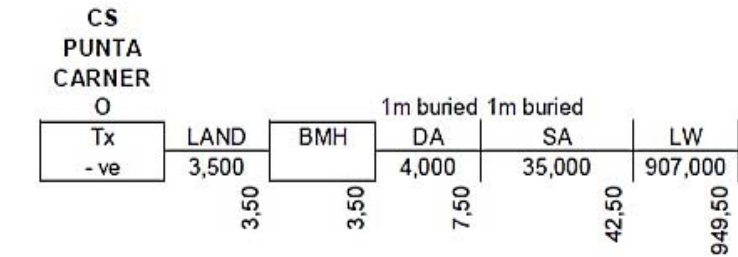 CS
PUNTA
CARNER
O
1m buried 1m buried
Tx LAND BMH DA SA LW
- ve 3,500 4,000 35,000 907,000
3,50 3,50 7,50 42,50 949,50